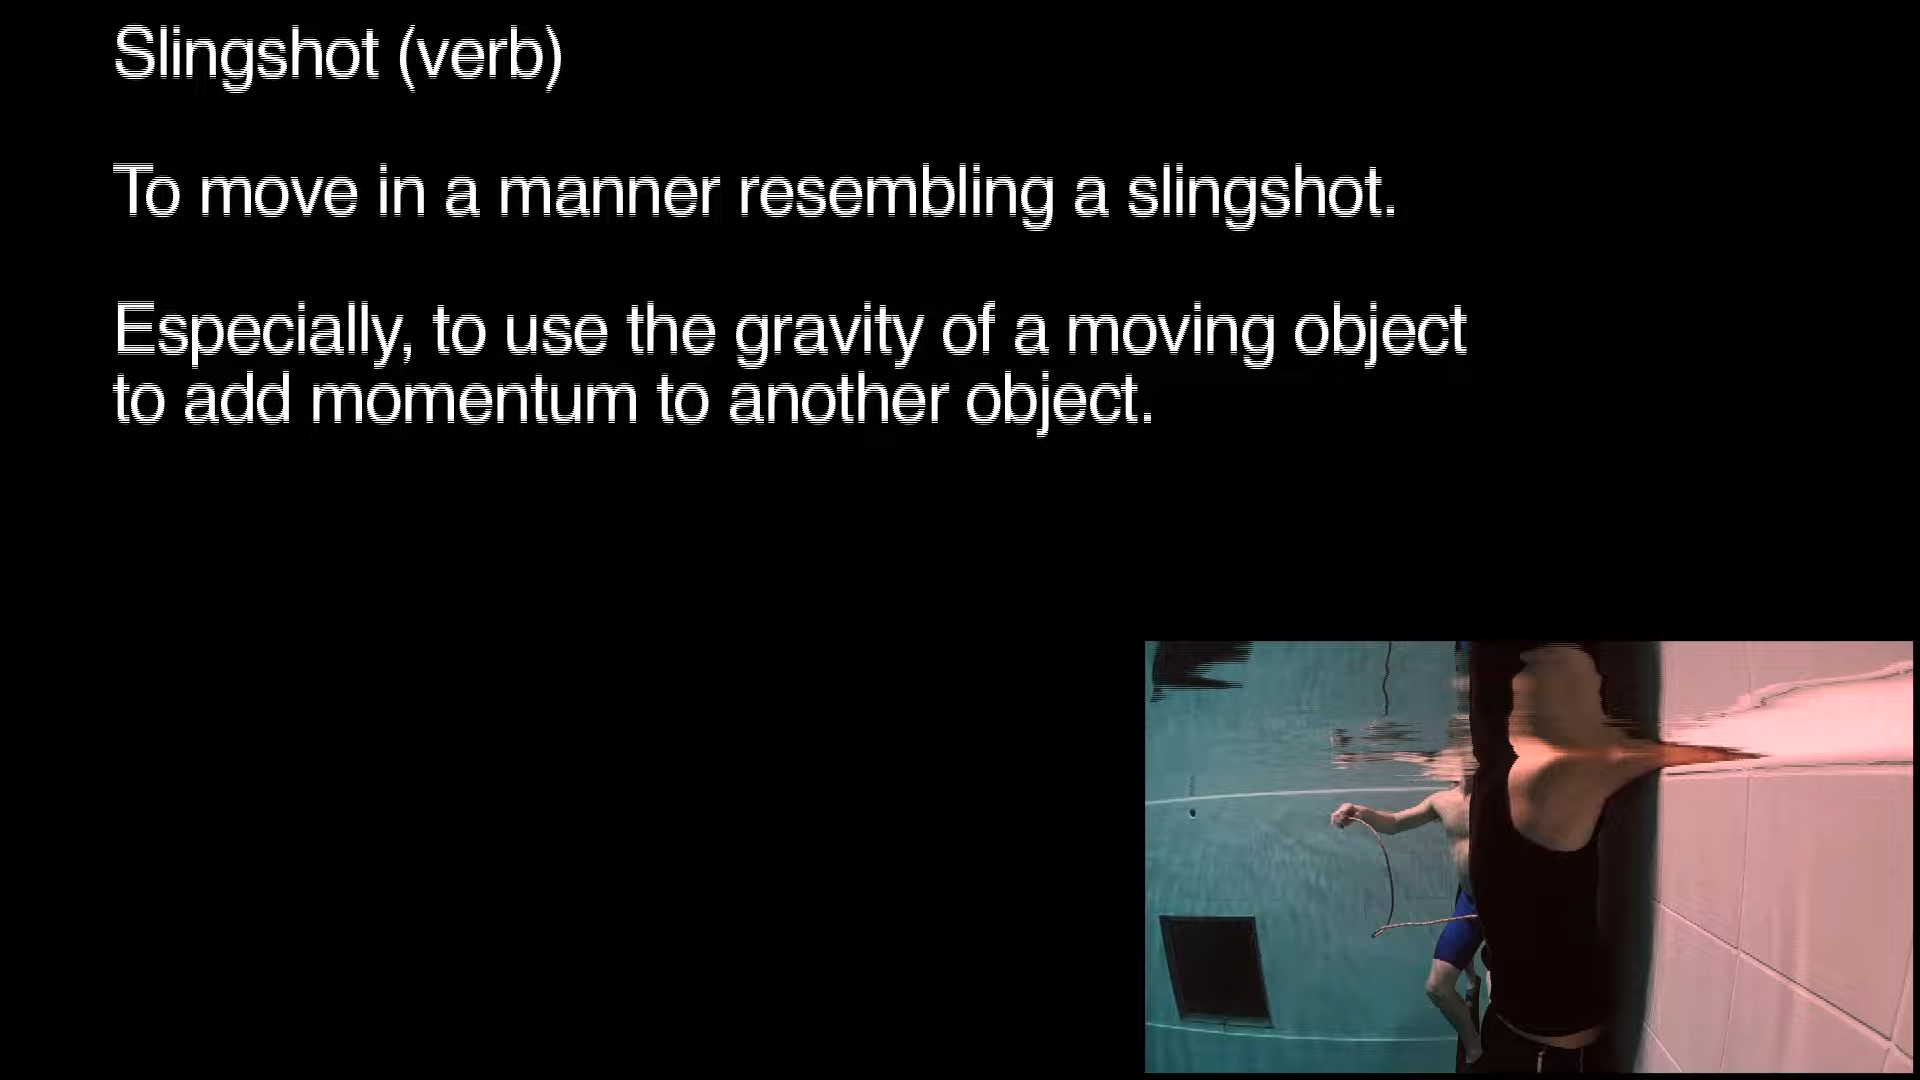 Slingshot (verb)
To move in a manner resembling a slingshot.
Especially, to use the gravity of a moving object
to add momentum to another object.